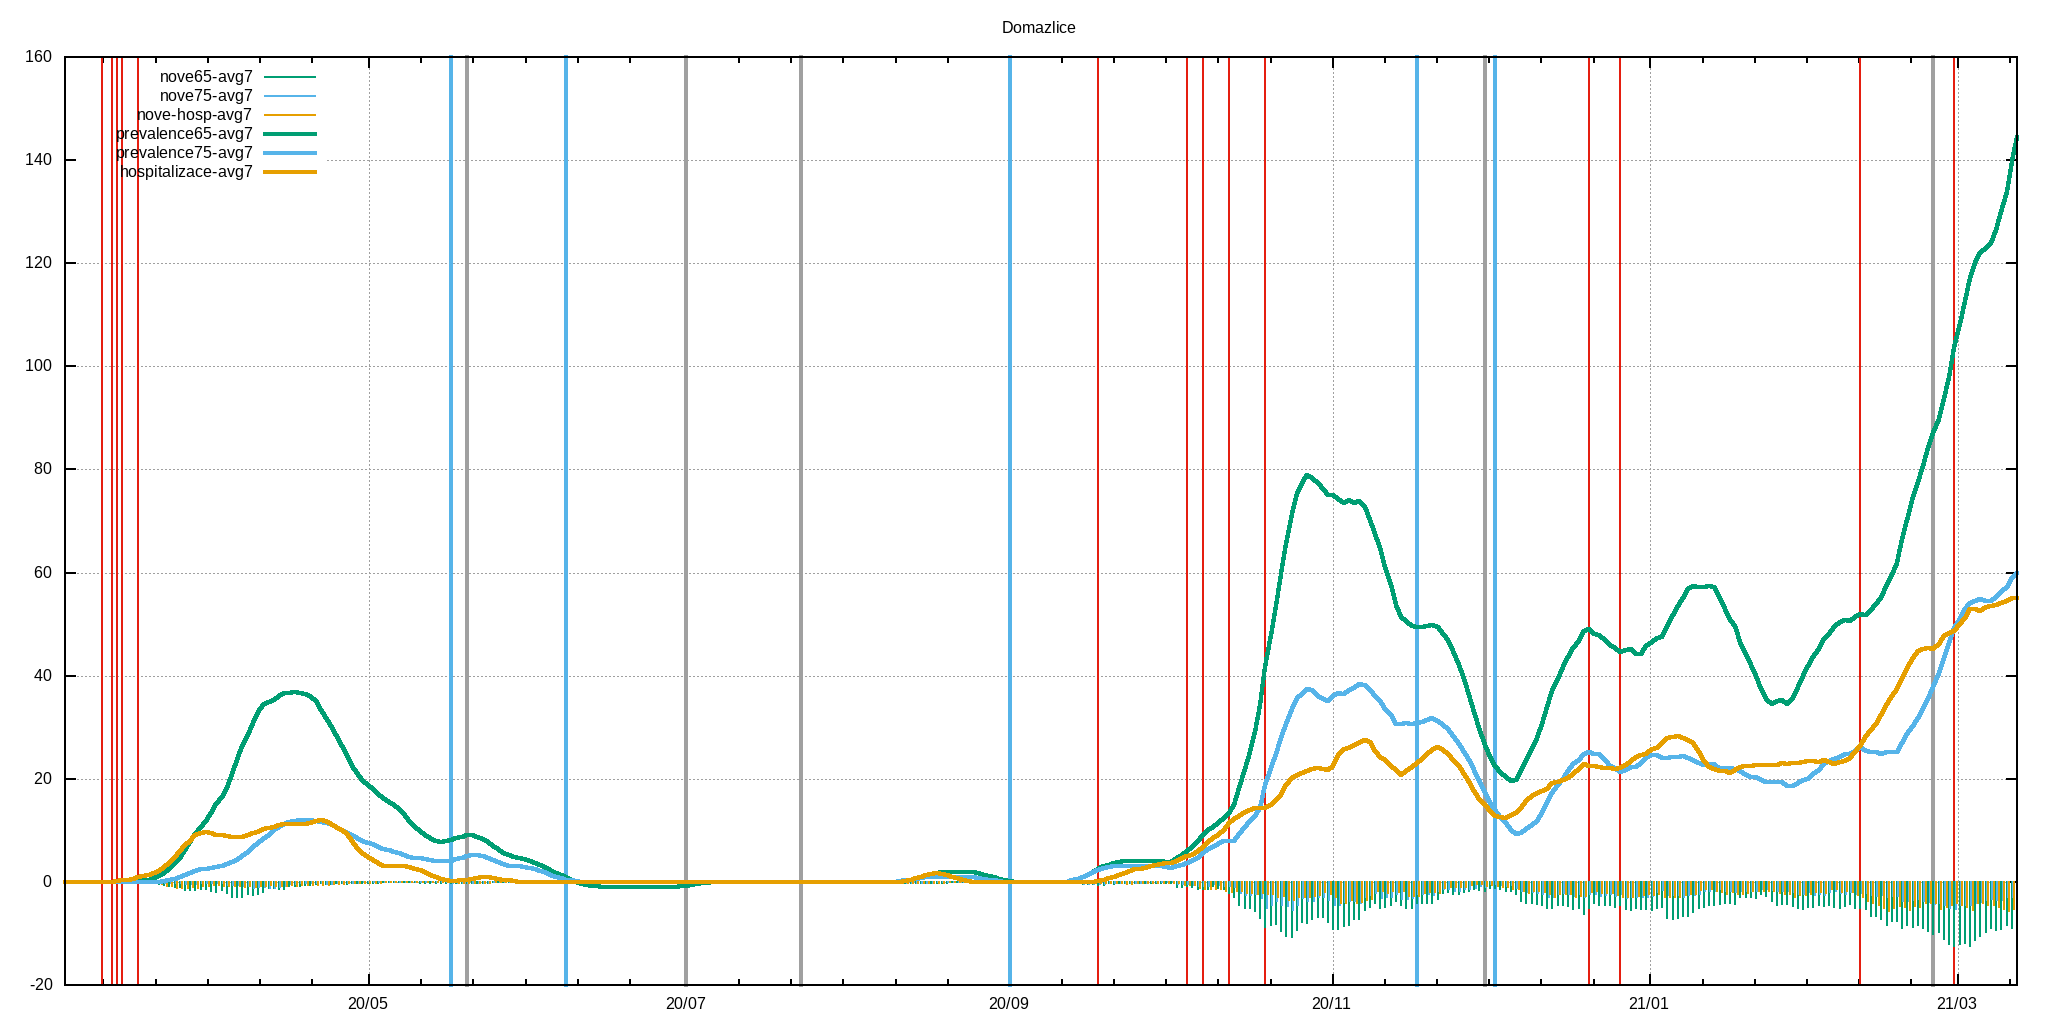 Domazlice
160
140
120
100
80
60
40
20
0
-20
nove65-avg7
nove75-avg7
nove-hosp-avg7
prevalence65-avg7
prevalence75-avg7
hospitalizace-avg7
20/05
20/07
20/09
20/11
21/01
21/03